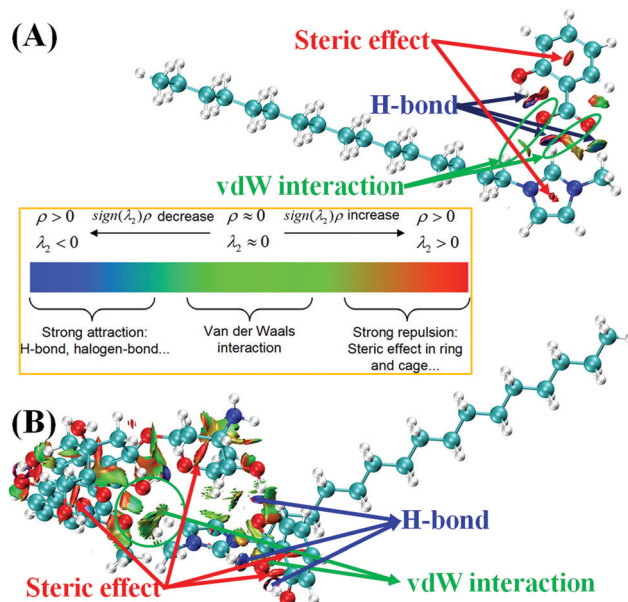 (A)
Steric effect
H-bond
vdW interaction
ρ > 0 sign(λ₂)ρ decrease ρ ≈ 0 sign(λ₂)ρ increase ρ > 0
λ₂ < 0 λ₂ ≈ 0 λ₂ > 0
Strong attraction: Van der Waals Strong repulsion:
H-bond, halogen-bond... interaction Steric effect in ring
and cage...
(B)
H-bond
Steric effect
vdW interaction